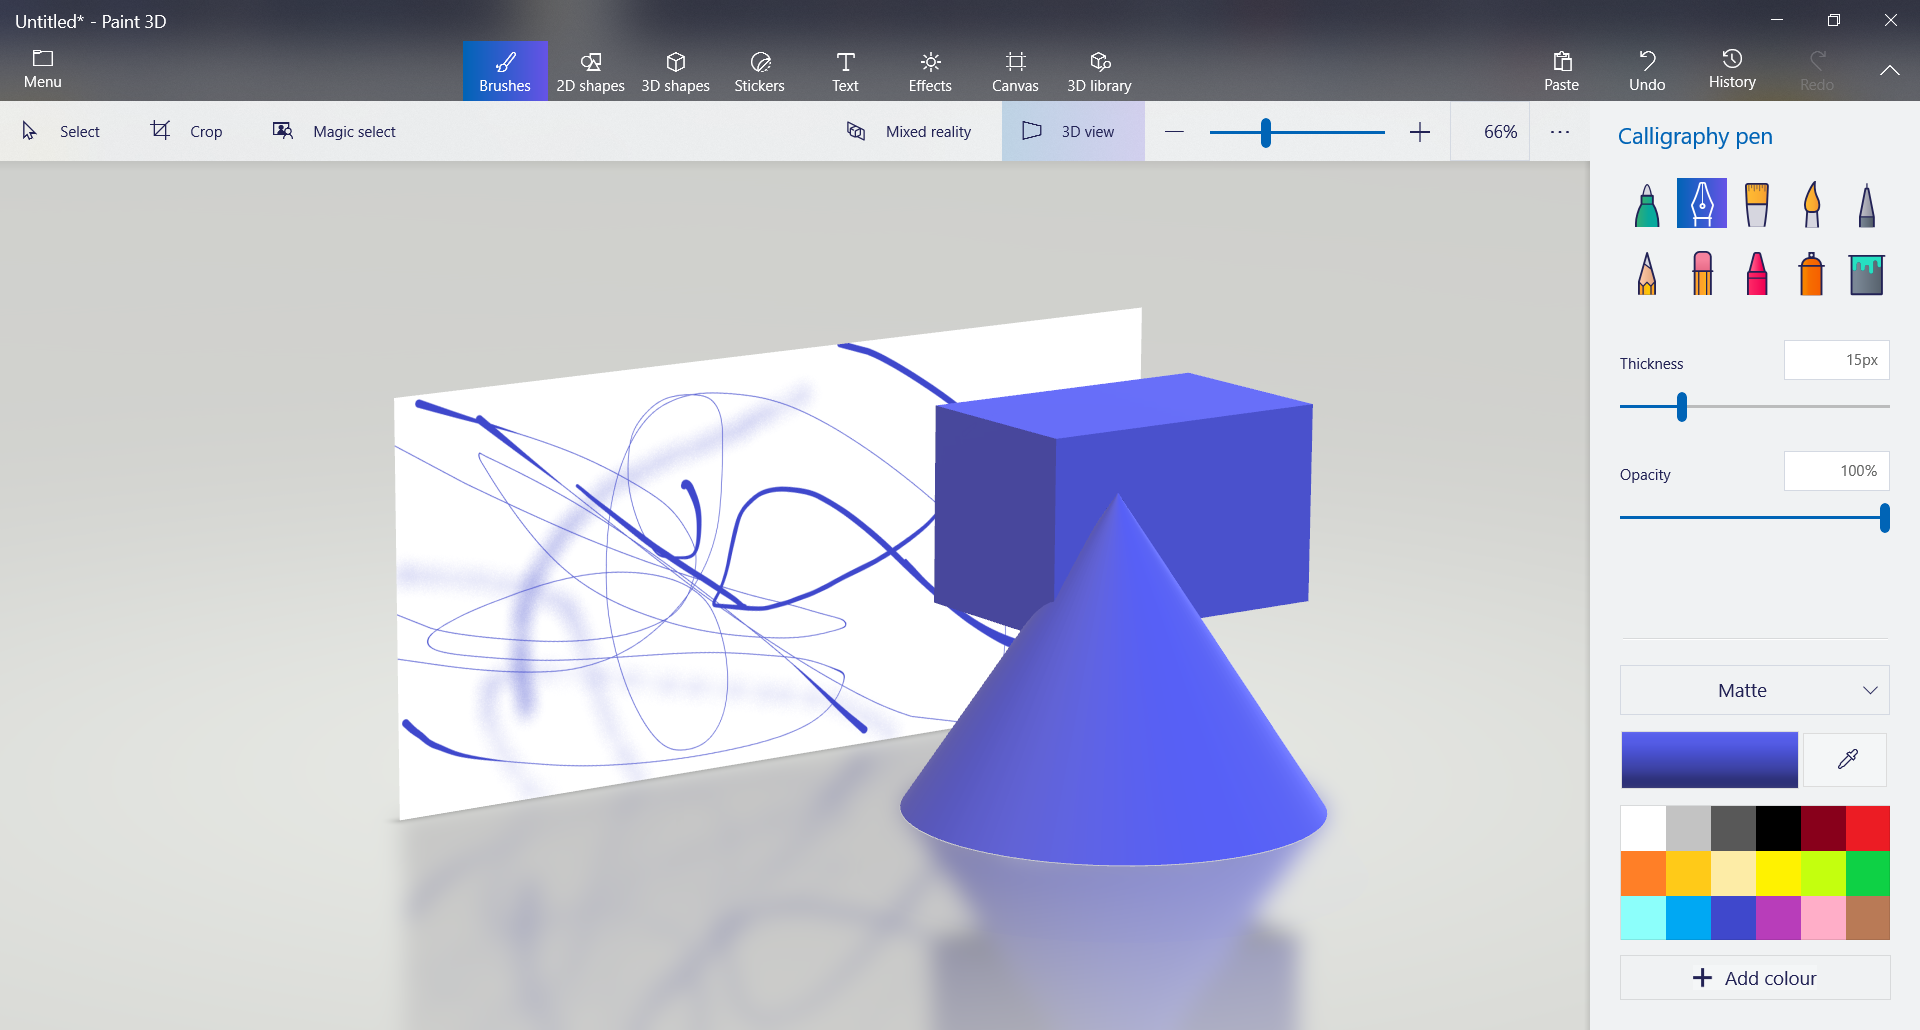 Untitled* - Paint 3D
Menu
Brushes
2D shapes
3D shapes
Stickers
Text
Effects
Canvas
3D library
Paste
Undo
History
Redo
Select
Crop
Magic select
Mixed reality
3D view
66%
Calligraphy pen
Thickness
15px
Opacity
100%
Matte
Add colour